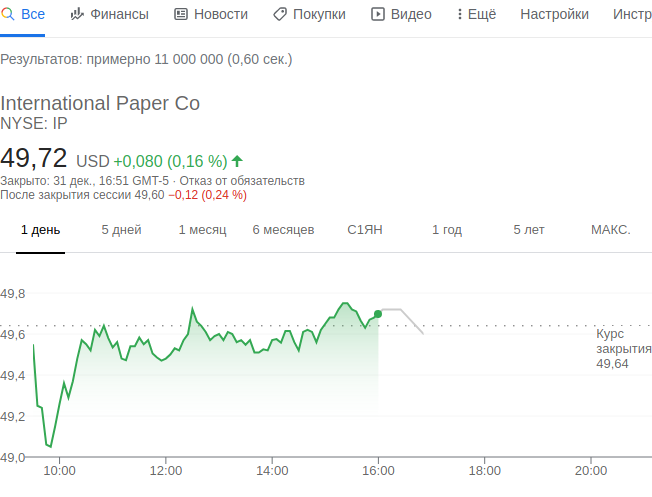 Все Финансы Новости Покупки Видео Ещё Настройки Инстр
Результатов: примерно 11 000 000 (0,60 сек.)
International Paper Co
NYSE: IP
49,72 USD +0,080 (0,16 %)
Закрыто: 31 дек., 16:51 GMT-5 · Отказ от обязательств
После закрытия сессии 49,60 −0,12 (0,24 %)
1 день 5 дней 1 месяц 6 месяцев С1ЯН 1 год 5 лет МАКС.
49,8
49,6
Курс
закрытия
49,64
49,4
49,2
49,0
10:00 12:00 14:00 16:00 18:00 20:00